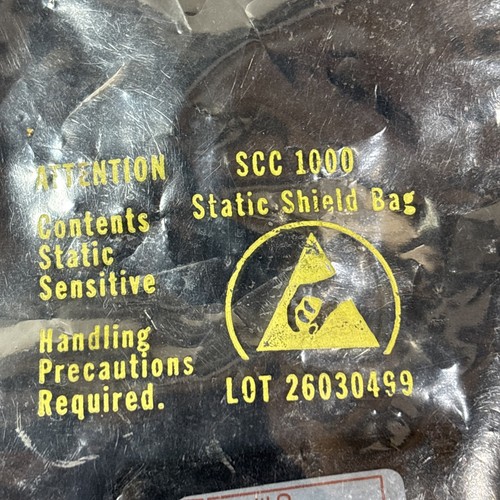 ATTENTION
Contents
Static
Sensitive
Handling
Precautions
Required.
SCC 1000
Static Shield Bag
LOT 26030499